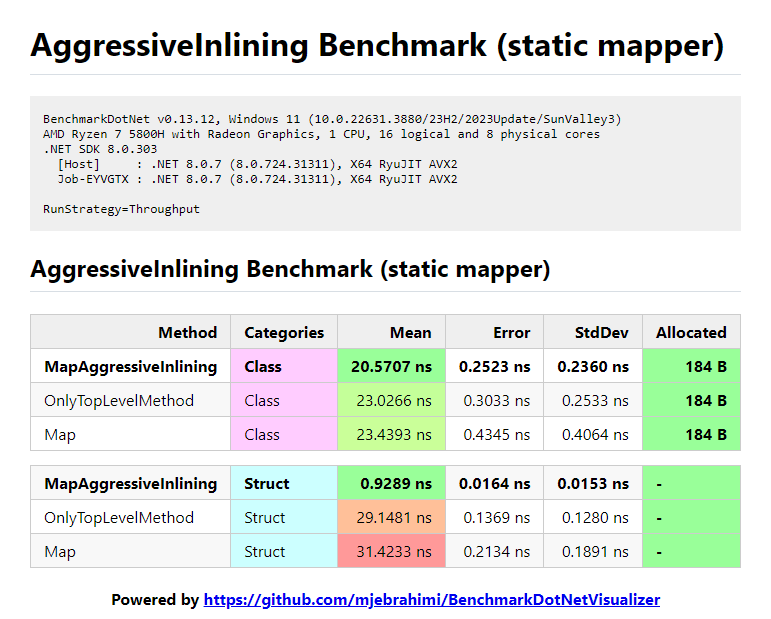 AggressiveInlining Benchmark (static mapper)
BenchmarkDotNet v0.13.12, Windows 11 (10.0.22631.3880/23H2/2023Update/SunValley3)
AMD Ryzen 7 5800H with Radeon Graphics, 1 CPU, 16 logical and 8 physical cores
.NET SDK 8.0.303
[Host]     : .NET 8.0.7 (8.0.724.31311), X64 RyuJIT AVX2
Job-EYVGTX : .NET 8.0.7 (8.0.724.31311), X64 RyuJIT AVX2
RunStrategy=Throughput
AggressiveInlining Benchmark (static mapper)
Method Categories Mean Error StdDev Allocated
MapAggressiveInlining Class 20.5707 ns 0.2523 ns 0.2360 ns 184 B
OnlyTopLevelMethod Class 23.0266 ns 0.3033 ns 0.2533 ns 184 B
Map Class 23.4393 ns 0.4345 ns 0.4064 ns 184 B
MapAggressiveInlining Struct 0.9289 ns 0.0164 ns 0.0153 ns -
OnlyTopLevelMethod Struct 29.1481 ns 0.1369 ns 0.1280 ns -
Map Struct 31.4233 ns 0.2134 ns 0.1891 ns -
Powered by https://github.com/mjebrahimi/BenchmarkDotNetVisualizer